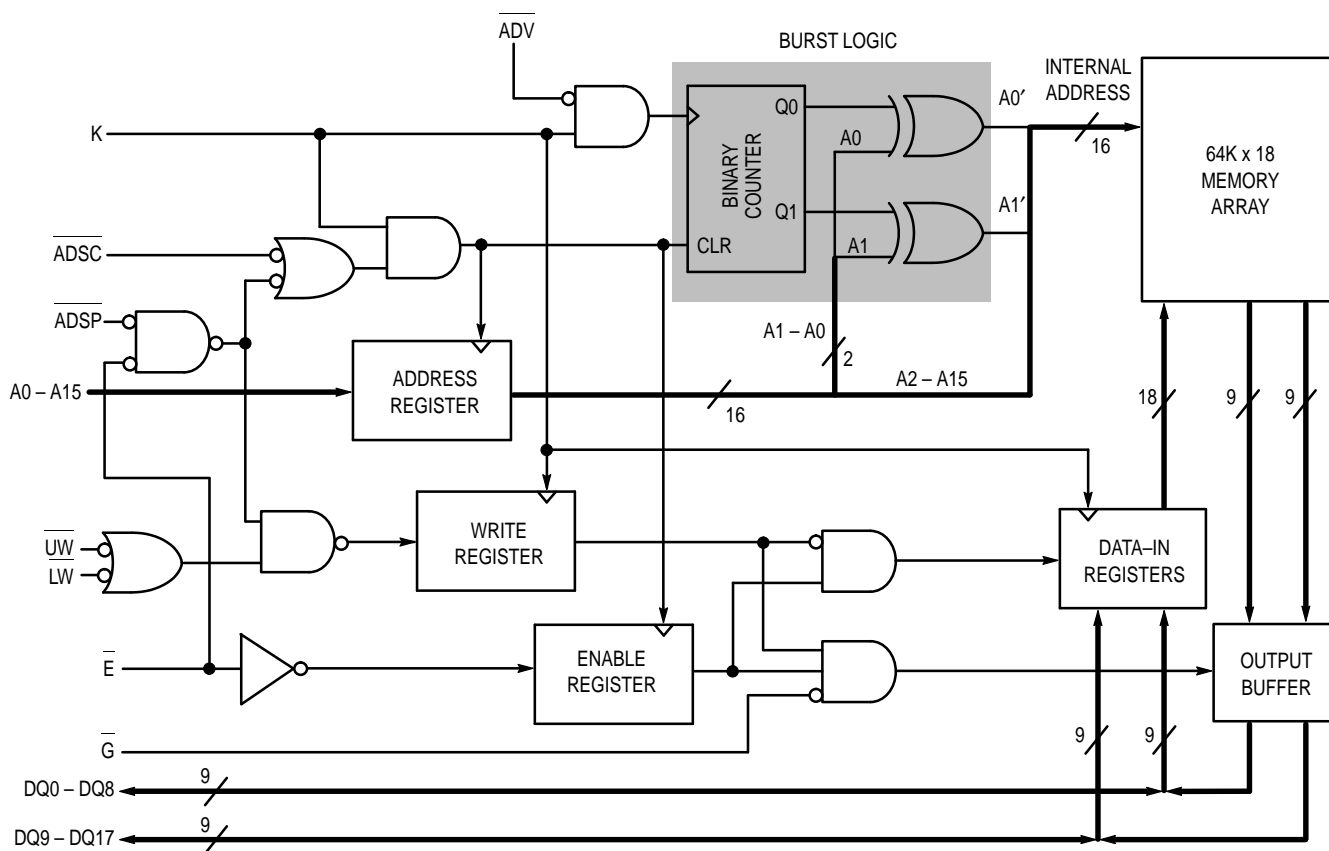 ADV
BURST LOGIC
INTERNAL
ADDRESS
A0′
16
K
Q0
A0
BINARY
COUNTER
Q1
A1
CLR
A1′
64K x 18
MEMORY
ARRAY
ADSC
ADSP
A1 – A0
2
A0 – A15
ADDRESS
REGISTER
16
A2 – A15
18
9
9
UW
LW
WRITE
REGISTER
DATA–IN
REGISTERS
E
ENABLE
REGISTER
OUTPUT
BUFFER
G
9
9
DQ0 – DQ8
9
DQ9 – DQ17
9